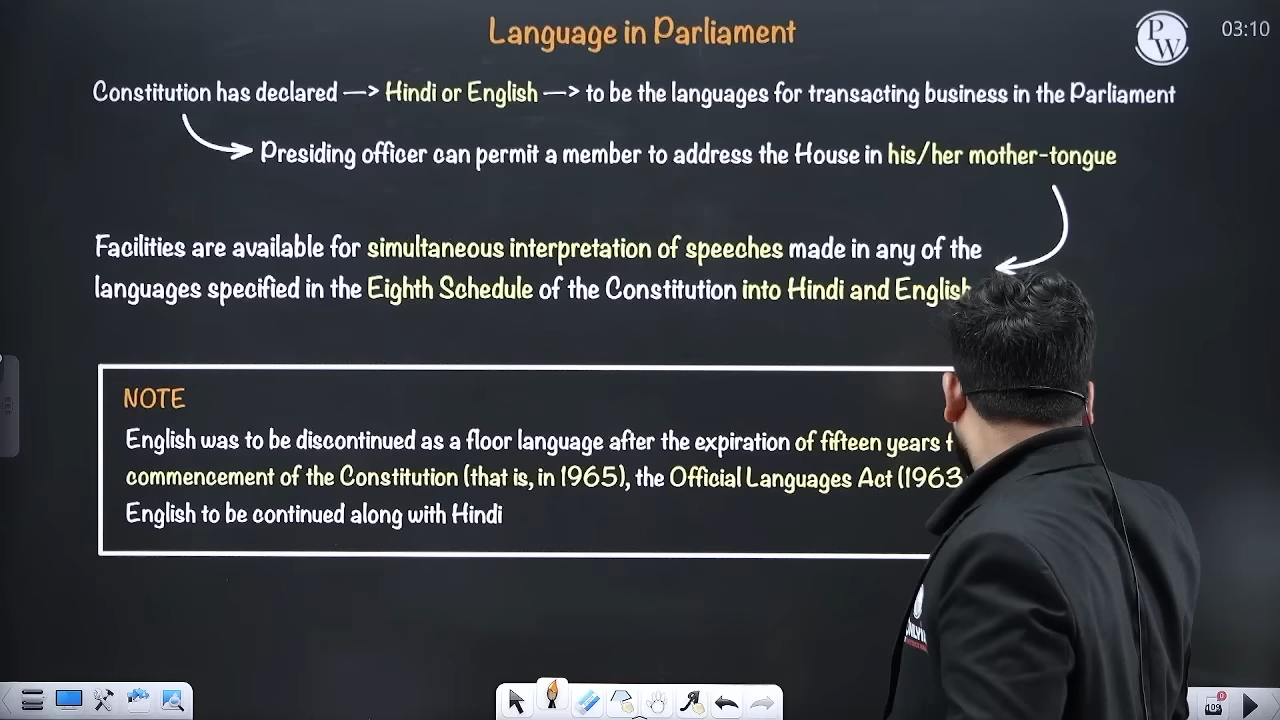 Language in Parliament
PW
03:10
Constitution has declared —> Hindi or English —> to be the languages for transacting business in the Parliament
Presiding officer can permit a member to address the House in his/her mother-tongue
Facilities are available for simultaneous interpretation of speeches made in any of the
languages specified in the Eighth Schedule of the Constitution into Hindi and English
NOTE
English was to be discontinued as a floor language after the expiration of fifteen years
commencement of the Constitution (that is, in 1965), the Official Languages Act (1963
English to be continued along with Hindi